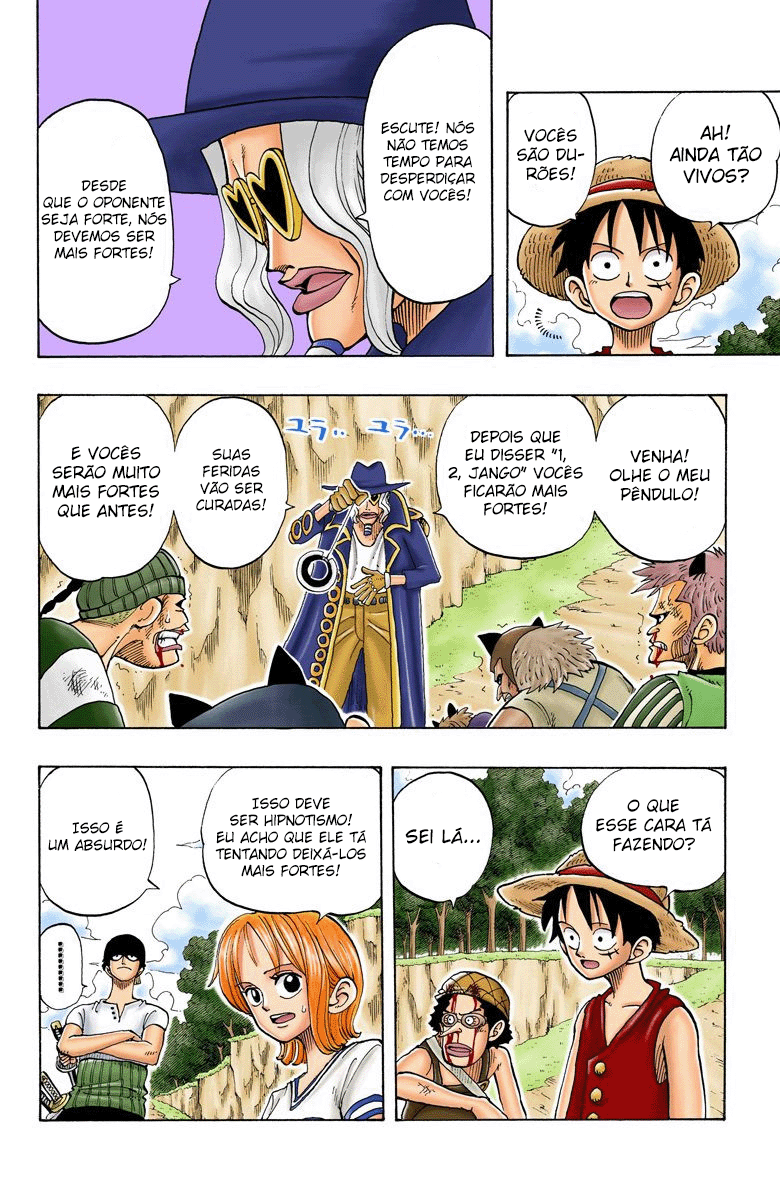 AH!
AINDA TÃO
VIVOS?
VOCÊS
SÃO DU-
RÕES!
ESCUTE! NÓS
NÃO TEMOS
TEMPO PARA
DESPERDIÇAR
COM VOCÊS!
DESDE
QUE O OPONENTE
SEJA FORTE, NÓS
DEVEMOS SER
MAIS FORTES!
VENHA!
OLHE O MEU
PÊNDULO!
DEPOIS QUE
EU DISSER "1,
2, JANGO" VOCÊS
FICARÃO MAIS
FORTES!
ユラ... ユラ...
SUAS
FERIDAS
VÃO SER
CURADAS!
E VOCÊS
SERÃO MUITO
MAIS FORTES
QUE ANTES!
O QUE
ESSE CARA TÁ
FAZENDO?
SEI LÁ...
ISSO DEVE
SER HIPNOTISMO!
EU ACHO QUE ELE TÁ
TENTANDO DEIXÁ-LOS
MAIS FORTES!
ISSO É
UM ABSURDO!
.........